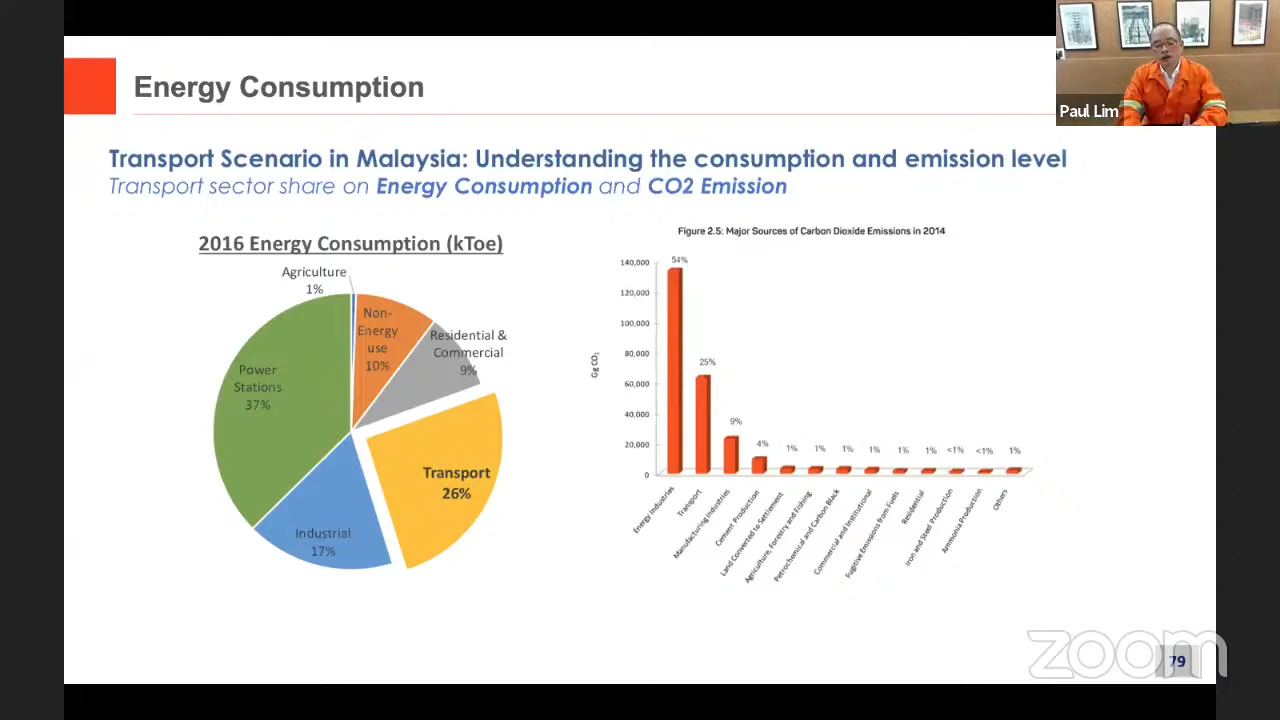 Paul Lim
Energy Consumption
Transport Scenario in Malaysia: Understanding the consumption and emission level
Transport sector share on Energy Consumption and CO2 Emission
2016 Energy Consumption (kToe)
Agriculture
1%
Non-
Energy
use
10%
Residential &
Commercial
9%
Power
Stations
37%
Transport
26%
Industrial
17%
Figure 2.5: Major Sources of Carbon Dioxide Emissions in 2014
Gg CO₂
140,000
120,000
100,000
80,000
60,000
40,000
20,000
0
54%
25%
9%
4%
1%
1%
1%
1%
1%
1%
<1%
<1%
1%
Energy Industries
Transport
Manufacturing Industries
Cement Production
Land Converted to Settlement
Agriculture, Forestry and Fishing
Petrochemical and Carbon Black
Commercial and Institutional
Fugitive Emissions from Fuels
Residential
Iron and Steel Production
Ammonia Production
Others
zoom
79